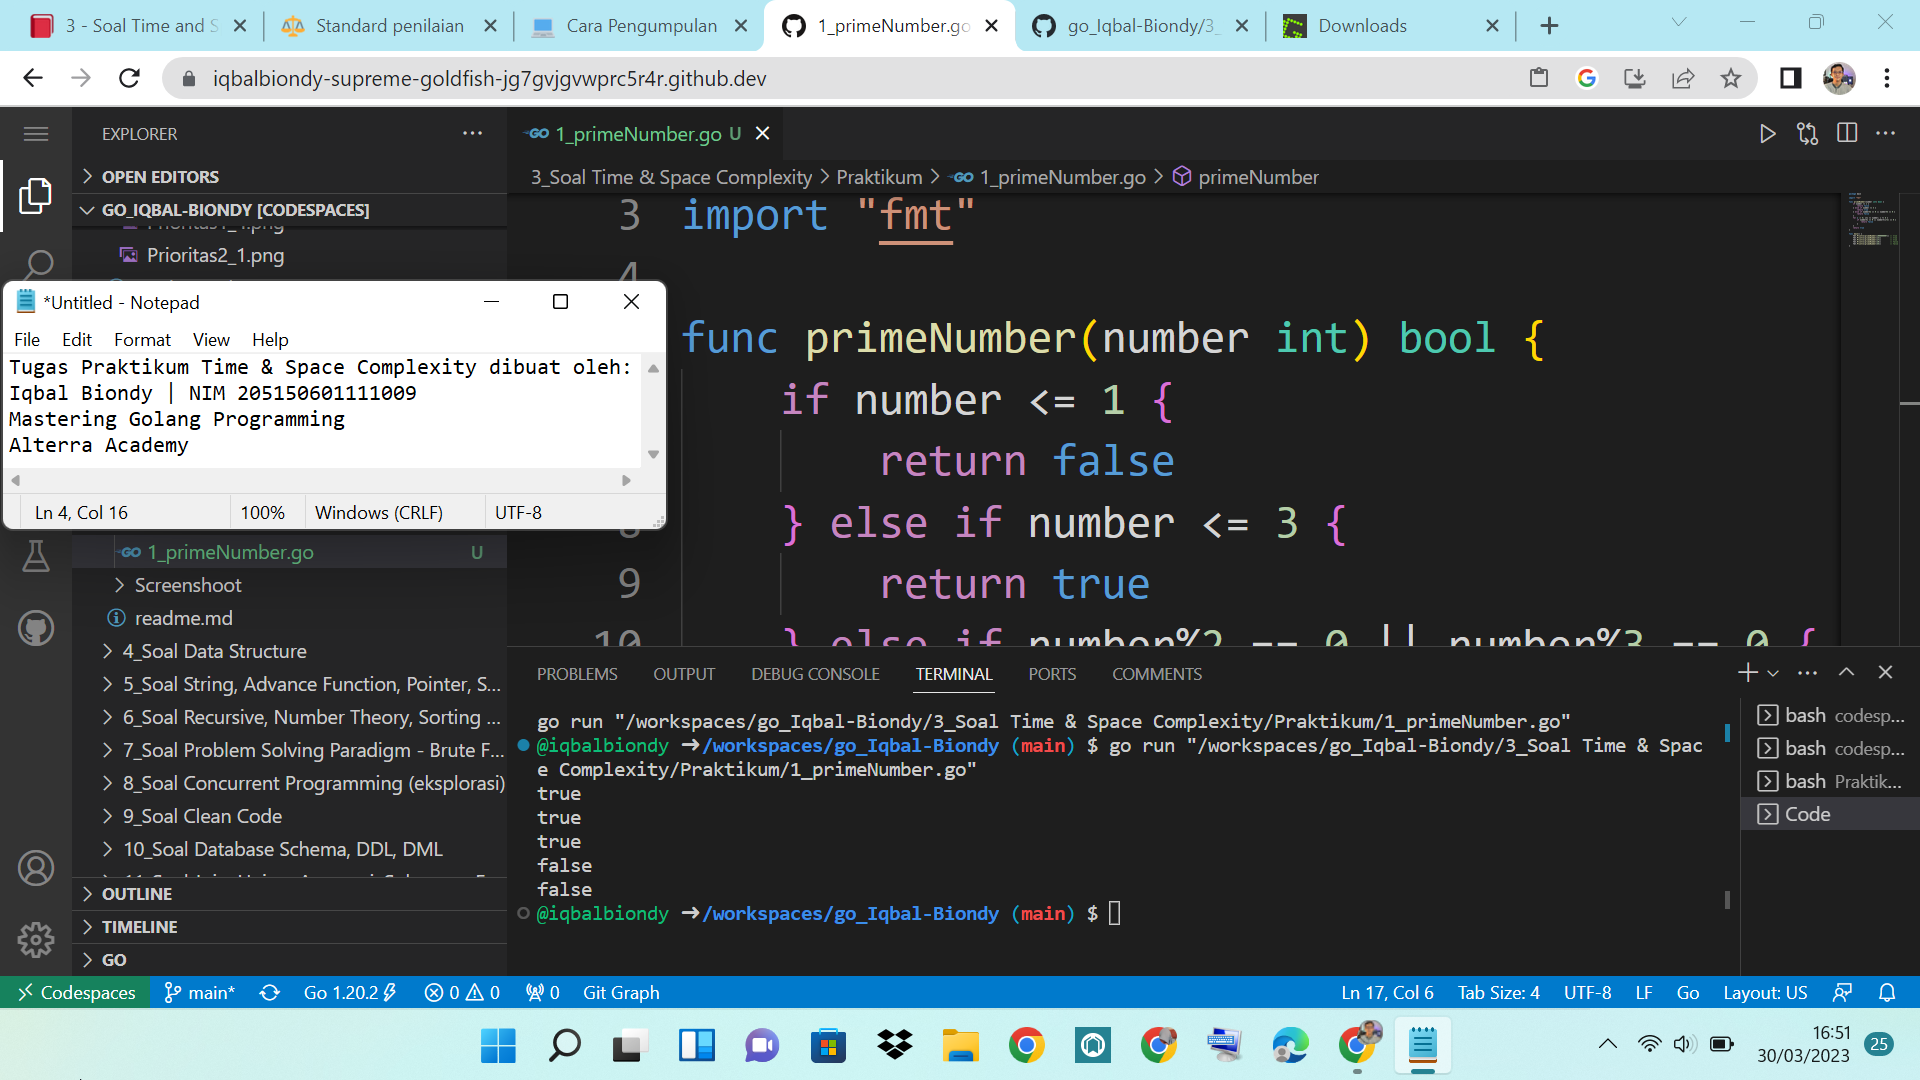 3 - Soal Time and S
Standard penilaian
Cara Pengumpulan
1_primeNumber.go
go_Iqbal-Biondy/3_
Downloads
iqbalbiondy-supreme-goldfish-jg7gvjgvwprc5r4r.github.dev
EXPLORER
OPEN EDITORS
GO_IQBAL-BIONDY [CODESPACES]
Prioritas1_1.png
Prioritas2_1.png
*Untitled - Notepad
File Edit Format View Help
Tugas Praktikum Time & Space Complexity dibuat oleh:
Iqbal Biondy | NIM 205150601111009
Mastering Golang Programming
Alterra Academy
Ln 4, Col 16 100% Windows (CRLF) UTF-8
1_primeNumber.go U
Screenshoot
readme.md
4_Soal Data Structure
5_Soal String, Advance Function, Pointer, S...
6_Soal Recursive, Number Theory, Sorting ...
7_Soal Problem Solving Paradigm - Brute F...
8_Soal Concurrent Programming (eksplorasi)
9_Soal Clean Code
10_Soal Database Schema, DDL, DML
OUTLINE
TIMELINE
GO
1_primeNumber.go U
3_Soal Time & Space Complexity > Praktikum > 1_primeNumber.go > primeNumber
3 import "fmt"
4
func primeNumber(number int) bool {
if number <= 1 {
return false
8 } else if number <= 3 {
9 return true
10 } else if number%2 == 0 || number%3 == 0 {
PROBLEMS OUTPUT DEBUG CONSOLE TERMINAL PORTS COMMENTS
go run "/workspaces/go_Iqbal-Biondy/3_Soal Time & Space Complexity/Praktikum/1_primeNumber.go"
@iqbalbiondy ➜/workspaces/go_Iqbal-Biondy (main) $ go run "/workspaces/go_Iqbal-Biondy/3_Soal Time & Spac
e Complexity/Praktikum/1_primeNumber.go"
true
true
true
false
false
@iqbalbiondy ➜/workspaces/go_Iqbal-Biondy (main) $
bash codesp...
bash codesp...
bash Praktik...
Code
Codespaces main* Go 1.20.2 0 0 0 Git Graph Ln 17, Col 6 Tab Size: 4 UTF-8 LF Go Layout: US
16:51
30/03/2023
25